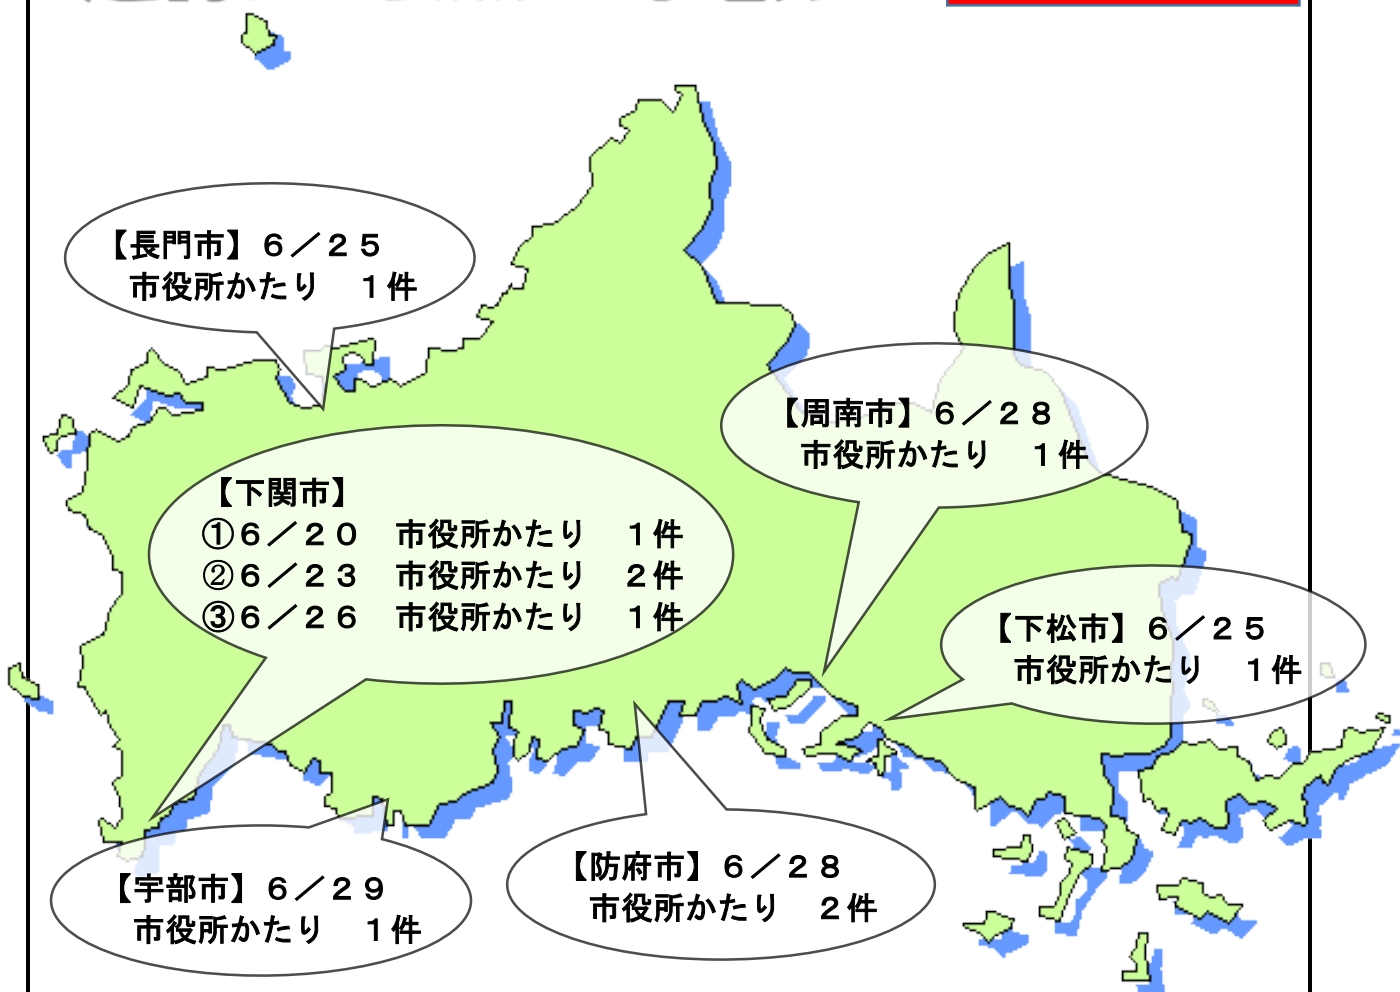 【長門市】６／２５
市役所かたり　１件
【周南市】６／２８
市役所かたり　１件
【下関市】
①６／２０　市役所かたり　１件
②６／２３　市役所かたり　２件
③６／２６　市役所かたり　１件
【下松市】６／２５
市役所かたり　１件
【防府市】６／２８
市役所かたり　２件
【宇部市】６／２９
市役所かたり　１件